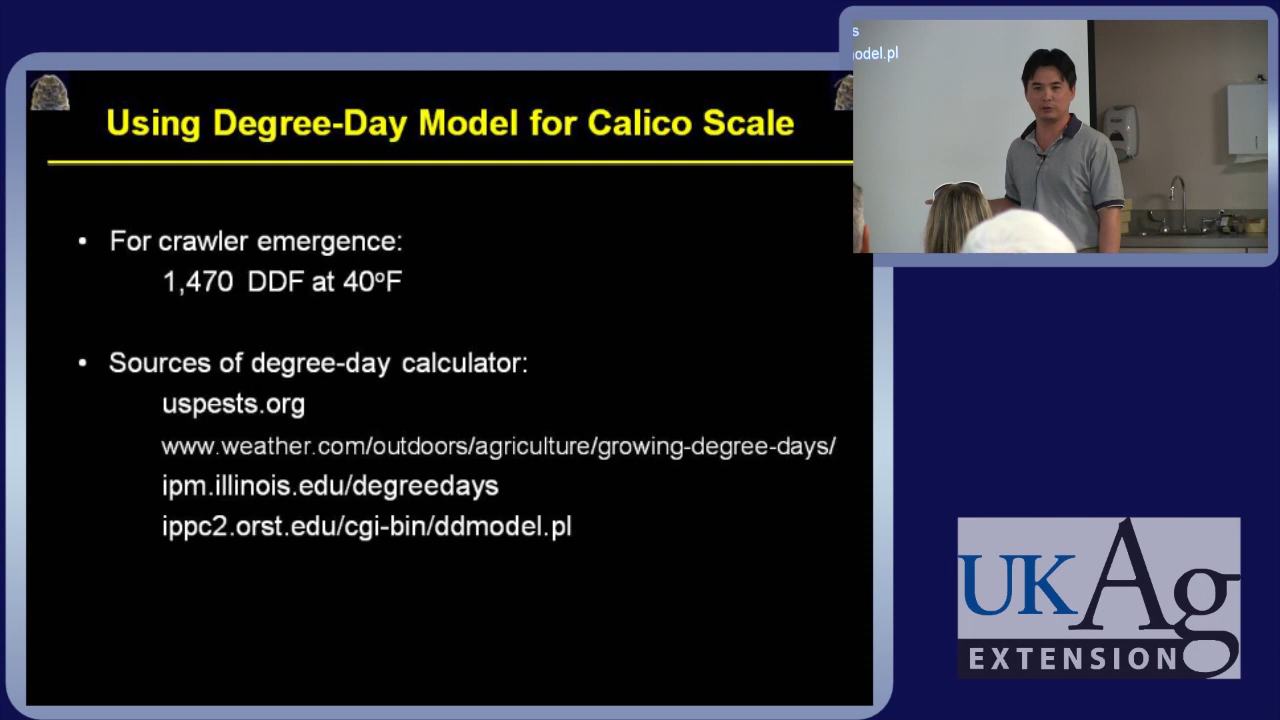 Using Degree-Day Model for Calico Scale
• For crawler emergence:
1,470 DDF at 40°F
• Sources of degree-day calculator:
uspests.org
www.weather.com/outdoors/agriculture/growing-degree-days/
ipm.illinois.edu/degreedays
ippc2.orst.edu/cgi-bin/ddmodel.pl
s
odel.pl
UKAg
EXTENSION